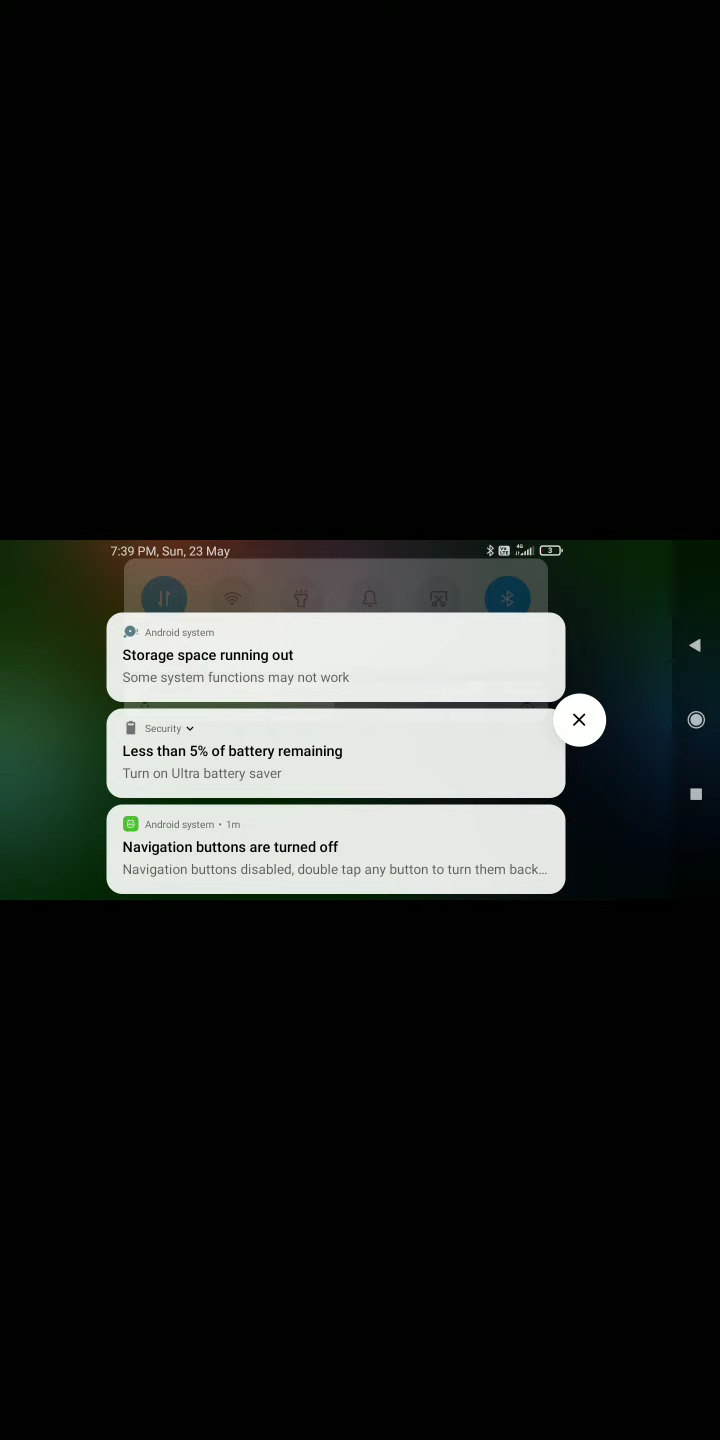 7:39 PM, Sun, 23 May
4G
3
Android system
Storage space running out
Some system functions may not work
Security
Less than 5% of battery remaining
Turn on Ultra battery saver
Android system • 1m
Navigation buttons are turned off
Navigation buttons disabled, double tap any button to turn them back...